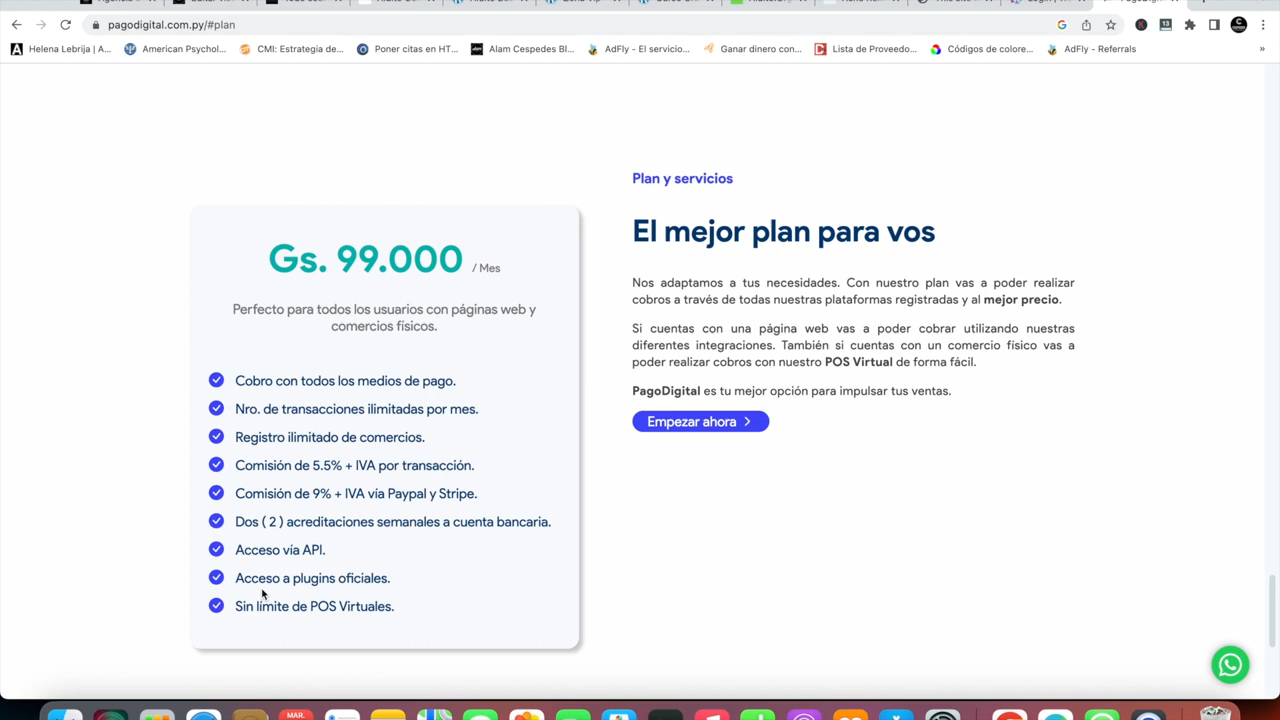 pagodigital.com.py/#plan
13
Helena Lebrija | A...
American Psychol...
CMI: Estrategia de...
Poner citas en HT...
Alam Cespedes Bl...
AdFly - El servicio...
Ganar dinero con...
Lista de Proveedo...
Códigos de colore...
AdFly - Referrals
»
Gs. 99.000 / Mes
Perfecto para todos los usuarios con páginas web y
comercios físicos.
Cobro con todos los medios de pago.
Nro. de transacciones ilimitadas por mes.
Registro ilimitado de comercios.
Comisión de 5.5% + IVA por transacción.
Comisión de 9% + IVA vía Paypal y Stripe.
Dos ( 2 ) acreditaciones semanales a cuenta bancaria.
Acceso vía API.
Acceso a plugins oficiales.
Sin límite de POS Virtuales.
Plan y servicios
El mejor plan para vos
Nos adaptamos a tus necesidades. Con nuestro plan vas a poder realizar
cobros a través de todas nuestras plataformas registradas y al mejor precio.
Si cuentas con una página web vas a poder cobrar utilizando nuestras
diferentes integraciones. También si cuentas con un comercio físico vas a
poder realizar cobros con nuestro POS Virtual de forma fácil.
PagoDigital es tu mejor opción para impulsar tus ventas.
Empezar ahora
MAR.